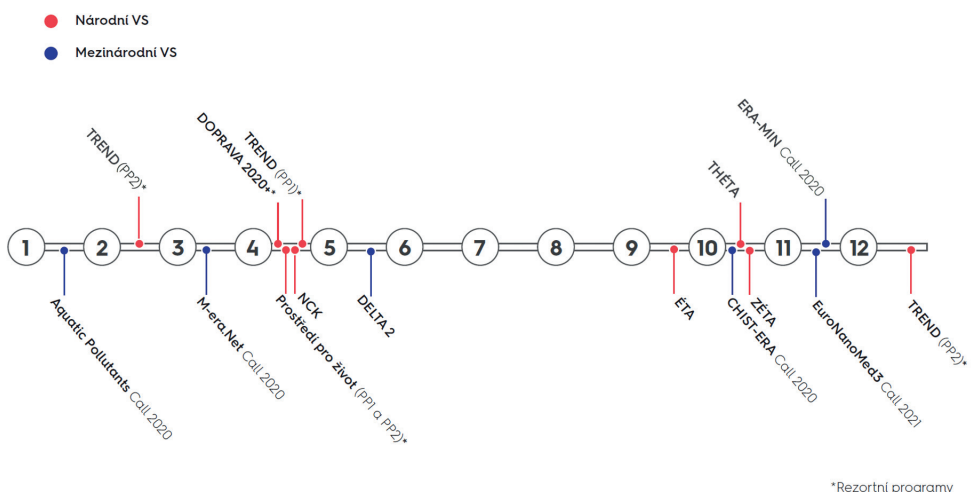 Národní VS
Mezinárodní VS
TREND (PP2)*
DOPRAVA 2020+*
TREND (PP1)*
THÉTA
ERA-MIN Call 2020
1 2 3 4 5 6 7 8 9 10 11 12
Aquatic Pollutants Call 2020
M-era.Net Call 2020
Prostředí pro život (PP1 a PP2)*
NCK
DELTA 2
ÉTA
CHIST-ERA Call 2020
ZÉTA
EuroNanoMed3 Call 2021
TREND (PP2)*
*Rezortní programy